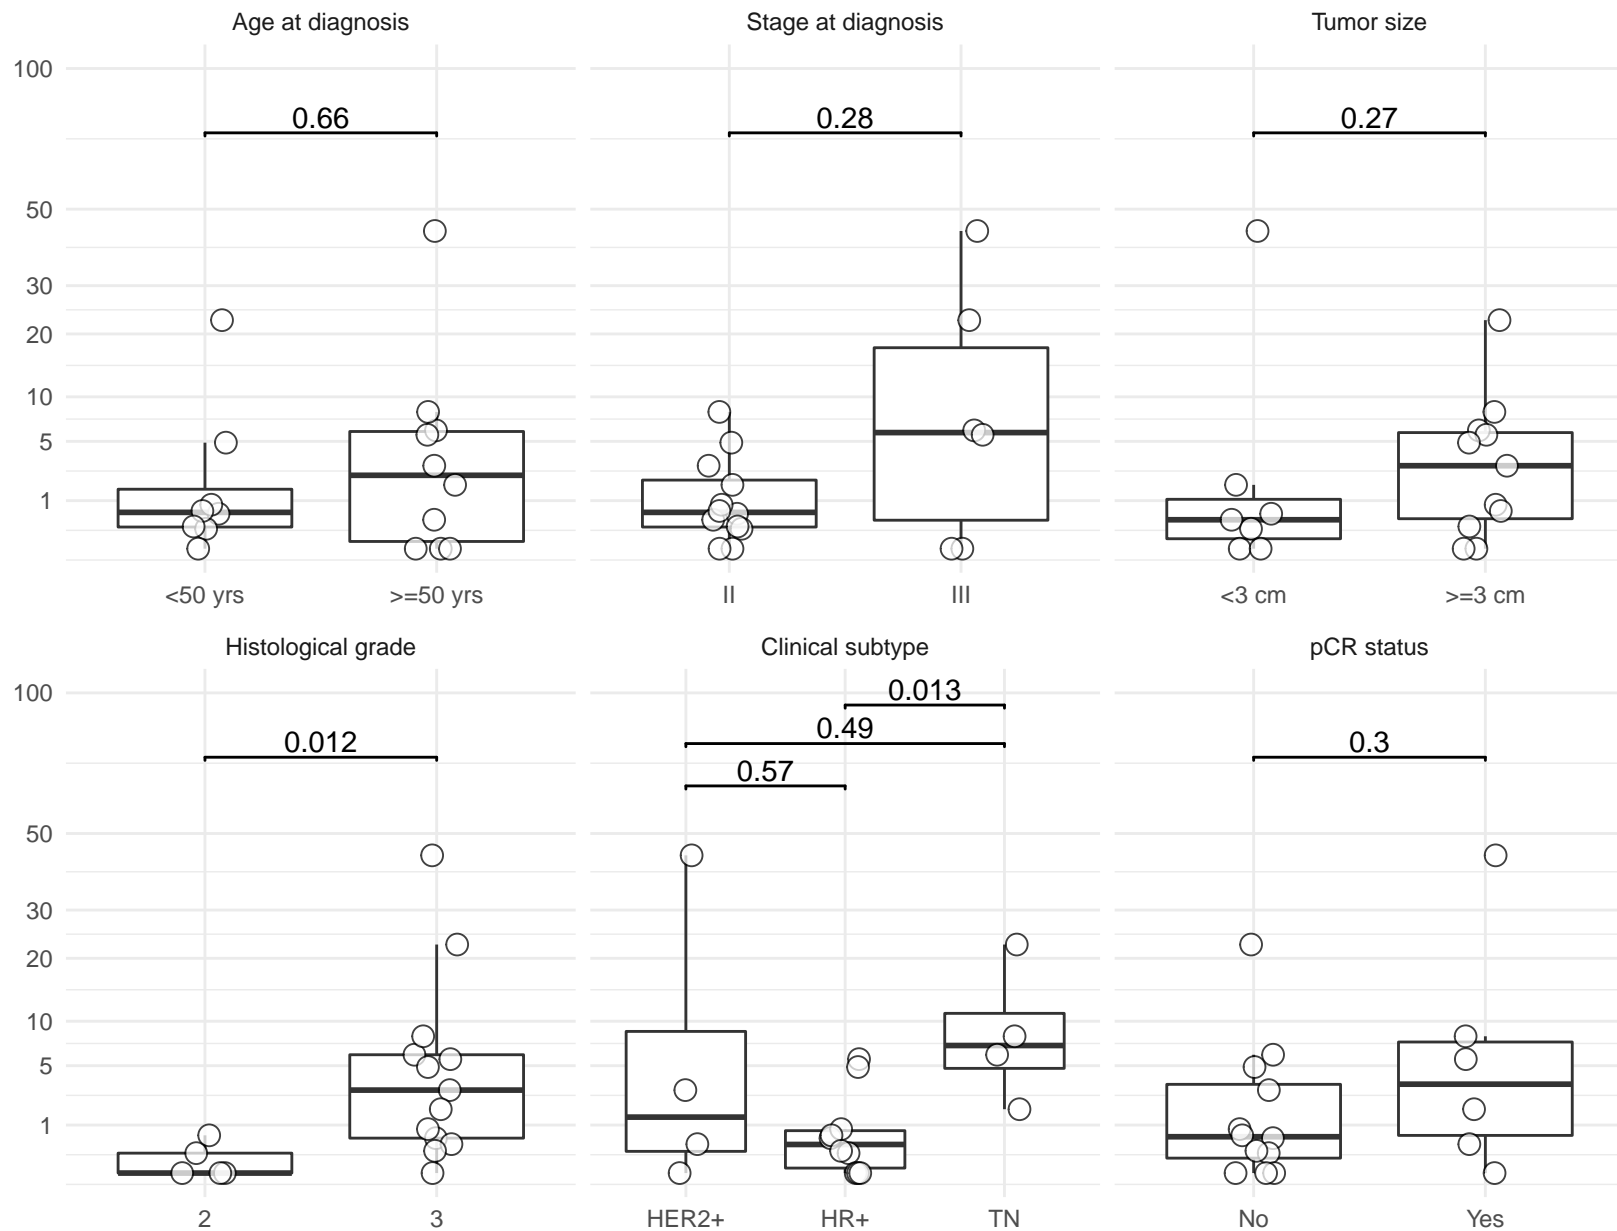 Age at diagnosis Stage at diagnosis Tumor size
100
0.66 0.28 0.27
50
30
20
10
5
1
<50 yrs >=50 yrs II III <3 cm >=3 cm
Histological grade Clinical subtype pCR status
100 0.013
0.012 0.49 0.3
0.57
50
30
20
10
5
1
2 3 HER2+ HR+ TN No Yes